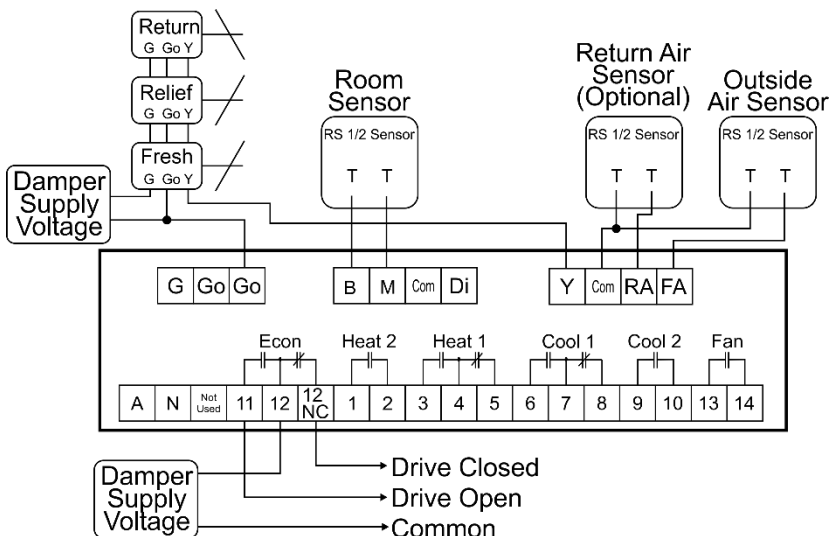 Return
G Go Y
Relief
G Go Y
Fresh
G Go Y
Damper
Supply
Voltage
Room
Sensor
RS 1/2 Sensor
T T
Return Air
Sensor
(Optional)
RS 1/2 Sensor
T T
Outside
Air Sensor
RS 1/2 Sensor
T T
G Go Go
B M Com Di
Y Com RA FA
Econ Heat 2 Heat 1 Cool 1 Cool 2 Fan
A N Not Used 11 12 12 NC 1 2 3 4 5 6 7 8 9 10 13 14
Damper
Supply
Voltage
Drive Closed
Drive Open
Common